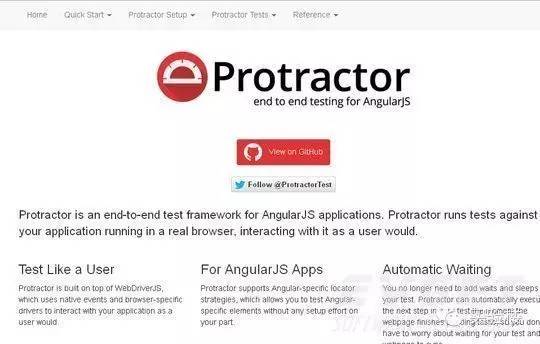 Home Quick Start Protractor Setup Protractor Tests Reference
Protractor
end to end testing for AngularJS
View on GitHub
Follow @ProtractorTest
Protractor is an end-to-end test framework for AngularJS applications. Protractor runs tests against
your application running in a real browser, interacting with it as a user would.
Test Like a User
Protractor is built on top of WebDriverJS,
which uses native events and browser-specific
drivers to interact with your application as a
user would.
For AngularJS Apps
Protractor supports Angular-specific locator
strategies, which allows you to test Angular-
specific elements without any setup effort on
your part.
Automatic Waiting
You no longer need to add waits and sleeps
your test. Protractor can automatically execu
the next step in your test the moment the
webpage finishes pending tasks, so you don
have to worry about waiting for your test and
webpage to sync.